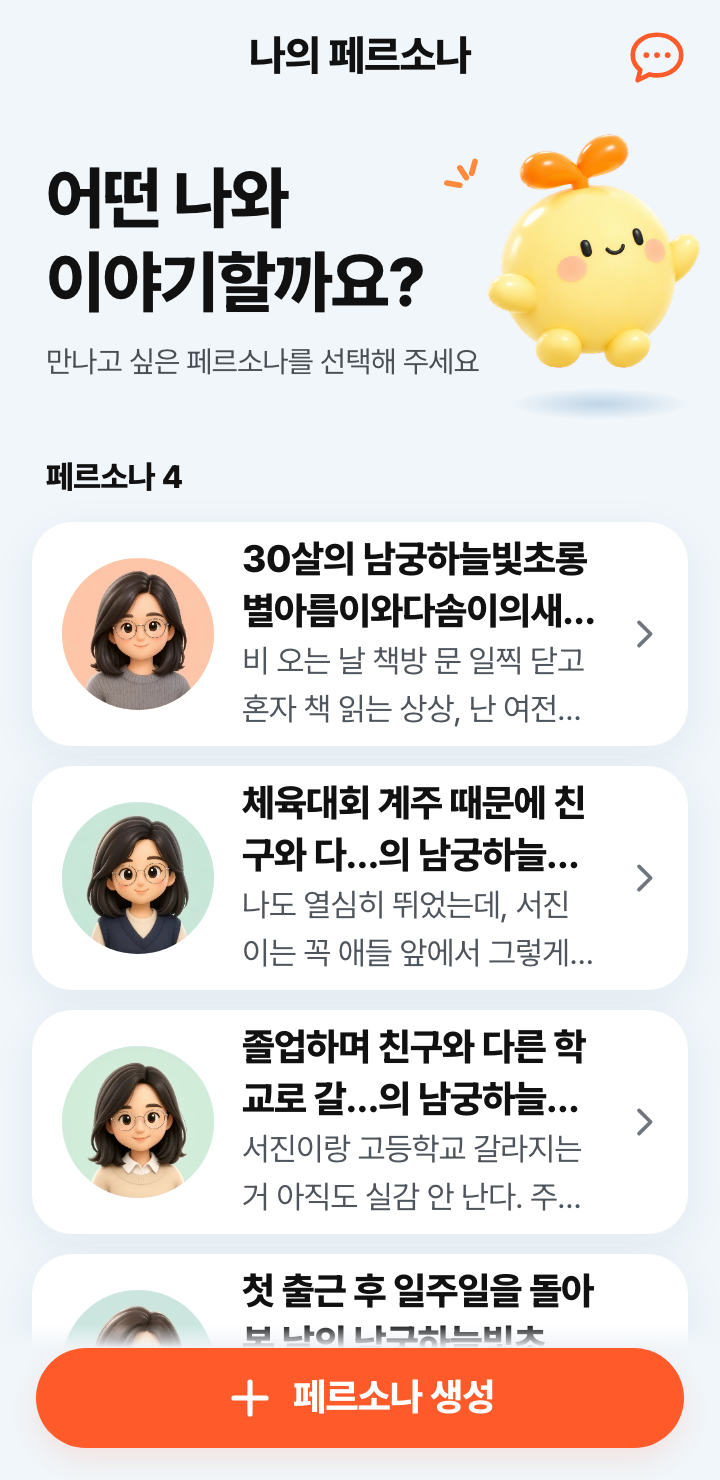 나의 페르소나
어떤 나와
이야기할까요?
만나고 싶은 페르소나를 선택해 주세요
페르소나 4
30살의 남궁하늘빛초롱
별아름이와다솜이의새...
비 오는 날 책방 문 일찍 닫고
혼자 책 읽는 상상, 난 여전...
체육대회 계주 때문에 친
구와 다...의 남궁하늘...
나도 열심히 뛰었는데, 서진
이는 꼭 애들 앞에서 그렇게...
졸업하며 친구와 다른 학
교로 갈...의 남궁하늘...
서진이랑 고등학교 갈라지는
거 아직도 실감 안 난다. 주...
첫 출근 후 일주일을 돌아
본 날의 남궁하늘빛초
페르소나 생성